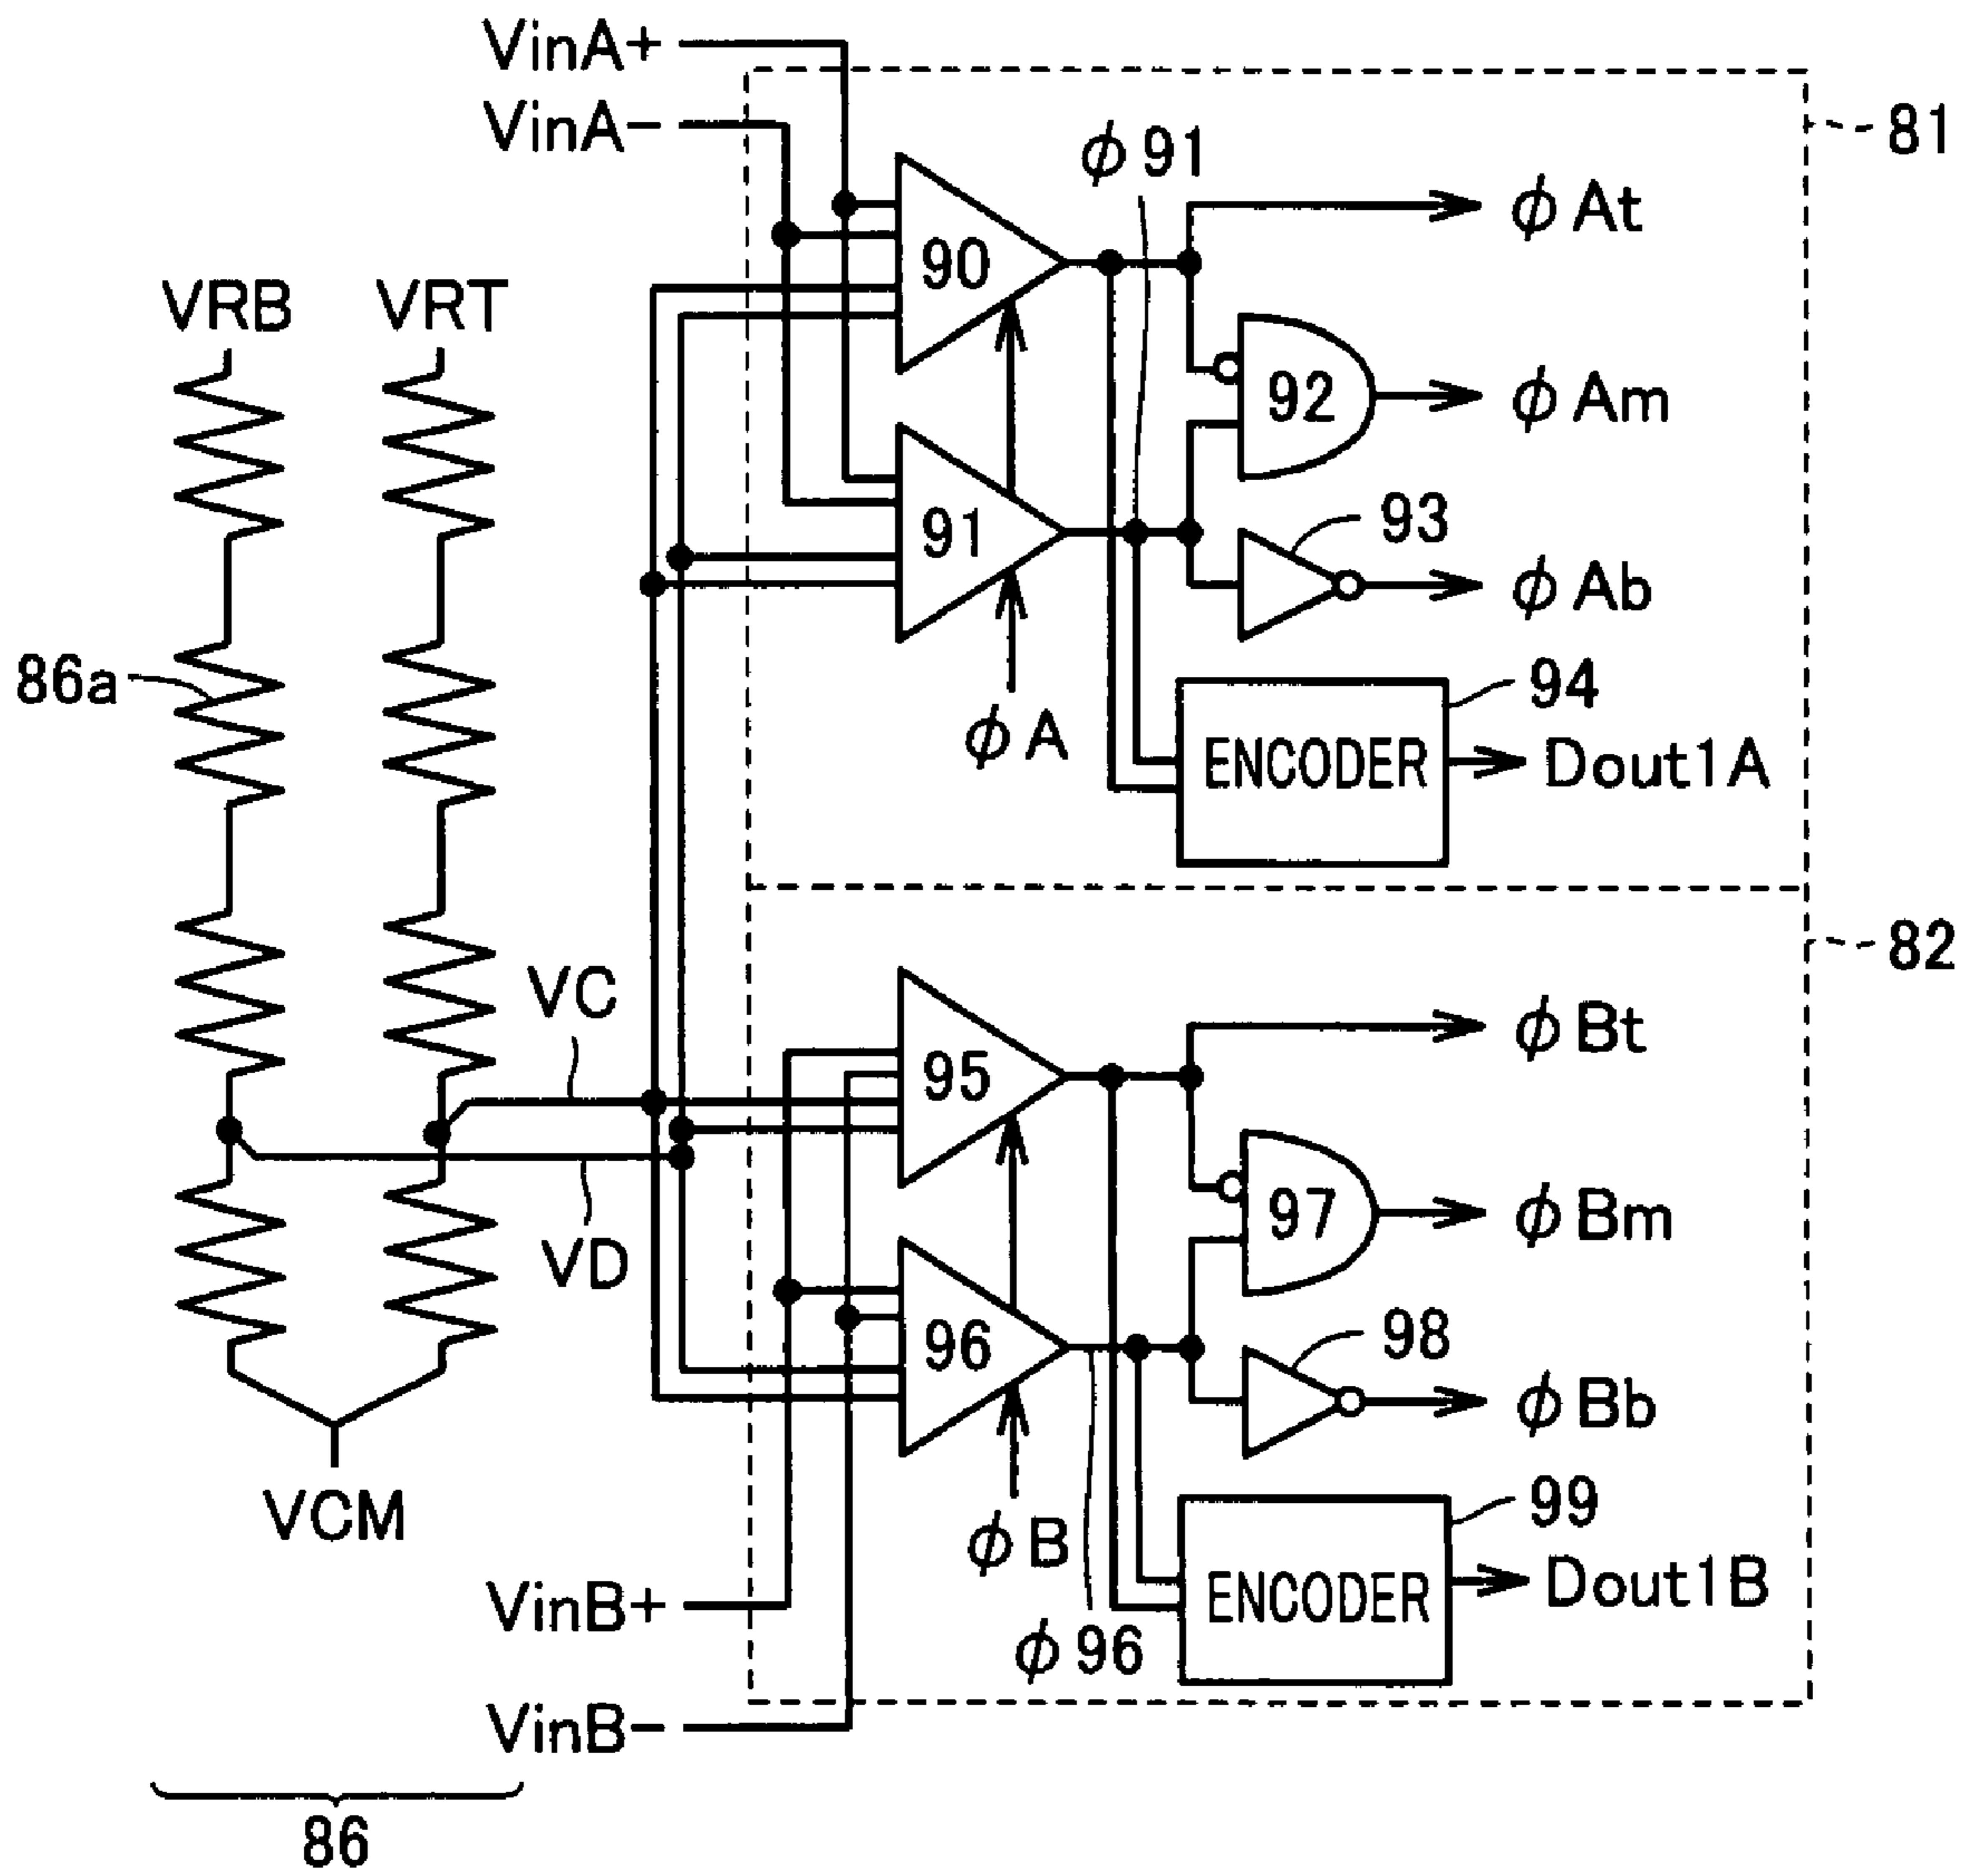 VinA+
VinA-
81
φ91
φAt
90
VRB
VRT
92
φAm
91
93
φAb
86a
φA
94
ENCODER
Dout1A
82
VC
φBt
95
97
φBm
VD
96
98
φBb
VCM
φB
99
VinB+
φ96
ENCODER
Dout1B
VinB-
86